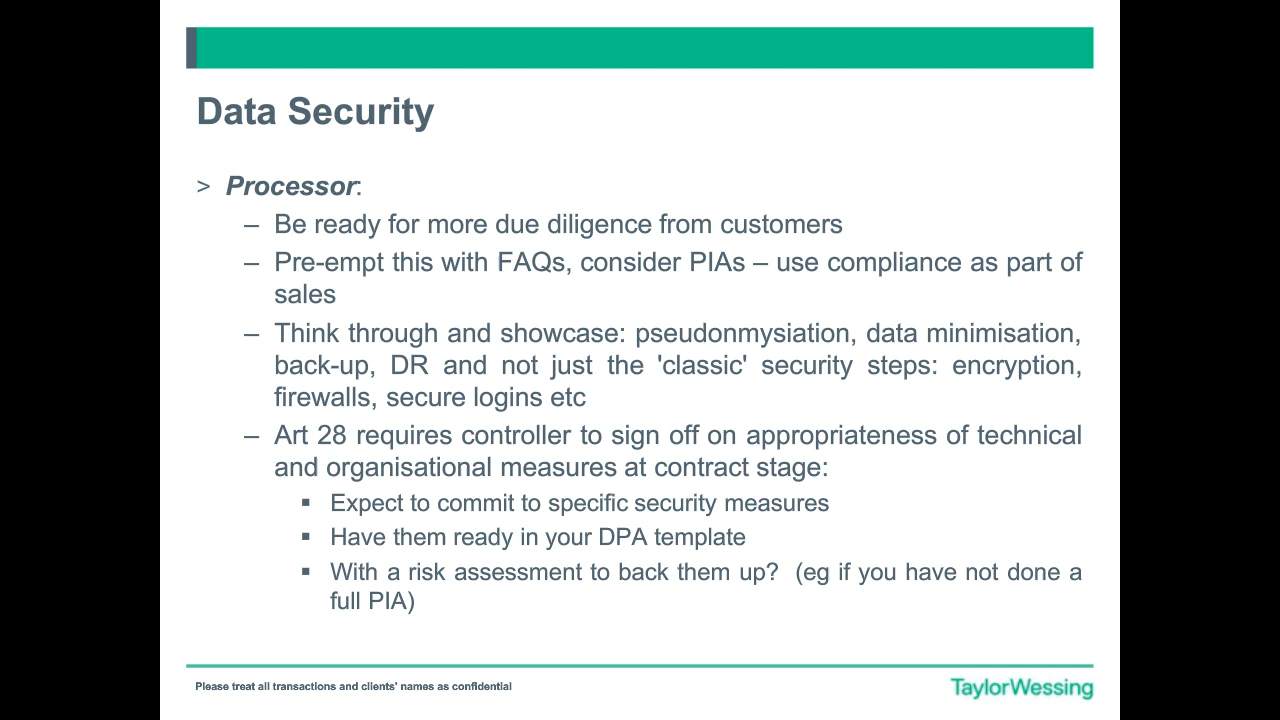 Data Security
> Processor:
– Be ready for more due diligence from customers
– Pre-empt this with FAQs, consider PIAs – use compliance as part of
sales
– Think through and showcase: pseudonmysiation, data minimisation,
back-up, DR and not just the 'classic' security steps: encryption,
firewalls, secure logins etc
– Art 28 requires controller to sign off on appropriateness of technical
and organisational measures at contract stage:
▪ Expect to commit to specific security measures
▪ Have them ready in your DPA template
▪ With a risk assessment to back them up? (eg if you have not done a
full PIA)
Please treat all transactions and clients' names as confidential
TaylorWessing